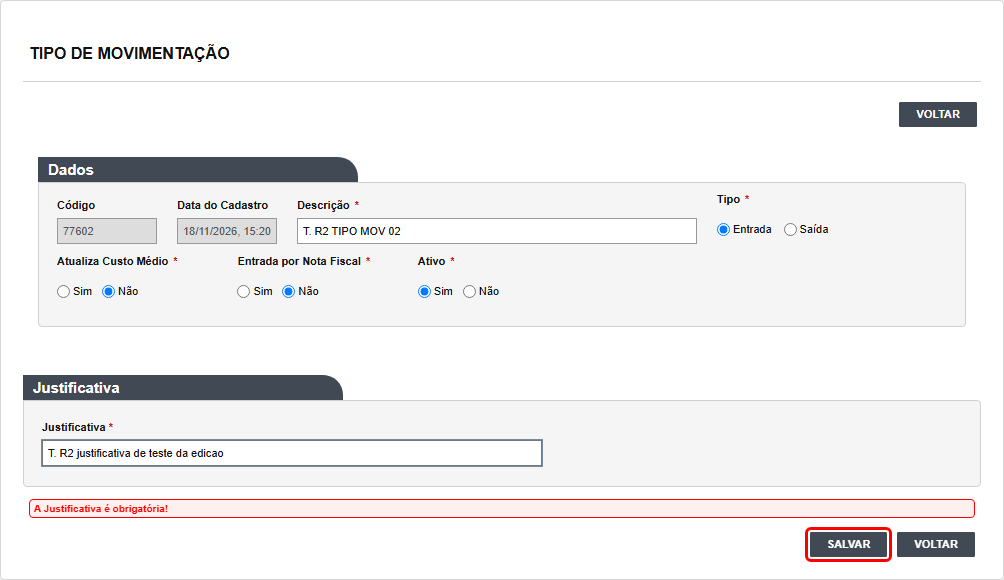 TIPO DE MOVIMENTAÇÃO
VOLTAR
Dados
Código
Data do Cadastro
Descrição *
Tipo *
77602
18/11/2026, 15:20
T. R2 TIPO MOV 02
Entrada
Saída
Atualiza Custo Médio *
Entrada por Nota Fiscal *
Ativo *
Sim
Não
Sim
Não
Sim
Não
Justificativa
Justificativa *
T. R2 justificativa de teste da edicao
A Justificativa é obrigatória!
SALVAR
VOLTAR